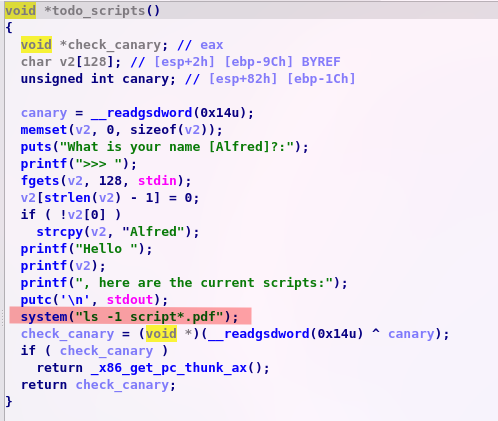 void *todo_scripts()
{
void *check_canary; // eax
char v2[128]; // [esp+2h] [ebp-9Ch] BYREF
unsigned int canary; // [esp+82h] [ebp-1Ch]
canary = __readgsdword(0x14u);
memset(v2, 0, sizeof(v2));
puts("What is your name [Alfred]?:");
printf(">>> ");
fgets(v2, 128, stdin);
v2[strlen(v2) - 1] = 0;
if ( !v2[0] )
strcpy(v2, "Alfred");
printf("Hello ");
printf(v2);
printf(", here are the current scripts:");
putc('\n', stdout);
system("ls -1 script*.pdf");
check_canary = (void *)(__readgsdword(0x14u) ^ canary);
if ( check_canary )
return _x86_get_pc_thunk_ax();
return check_canary;
}